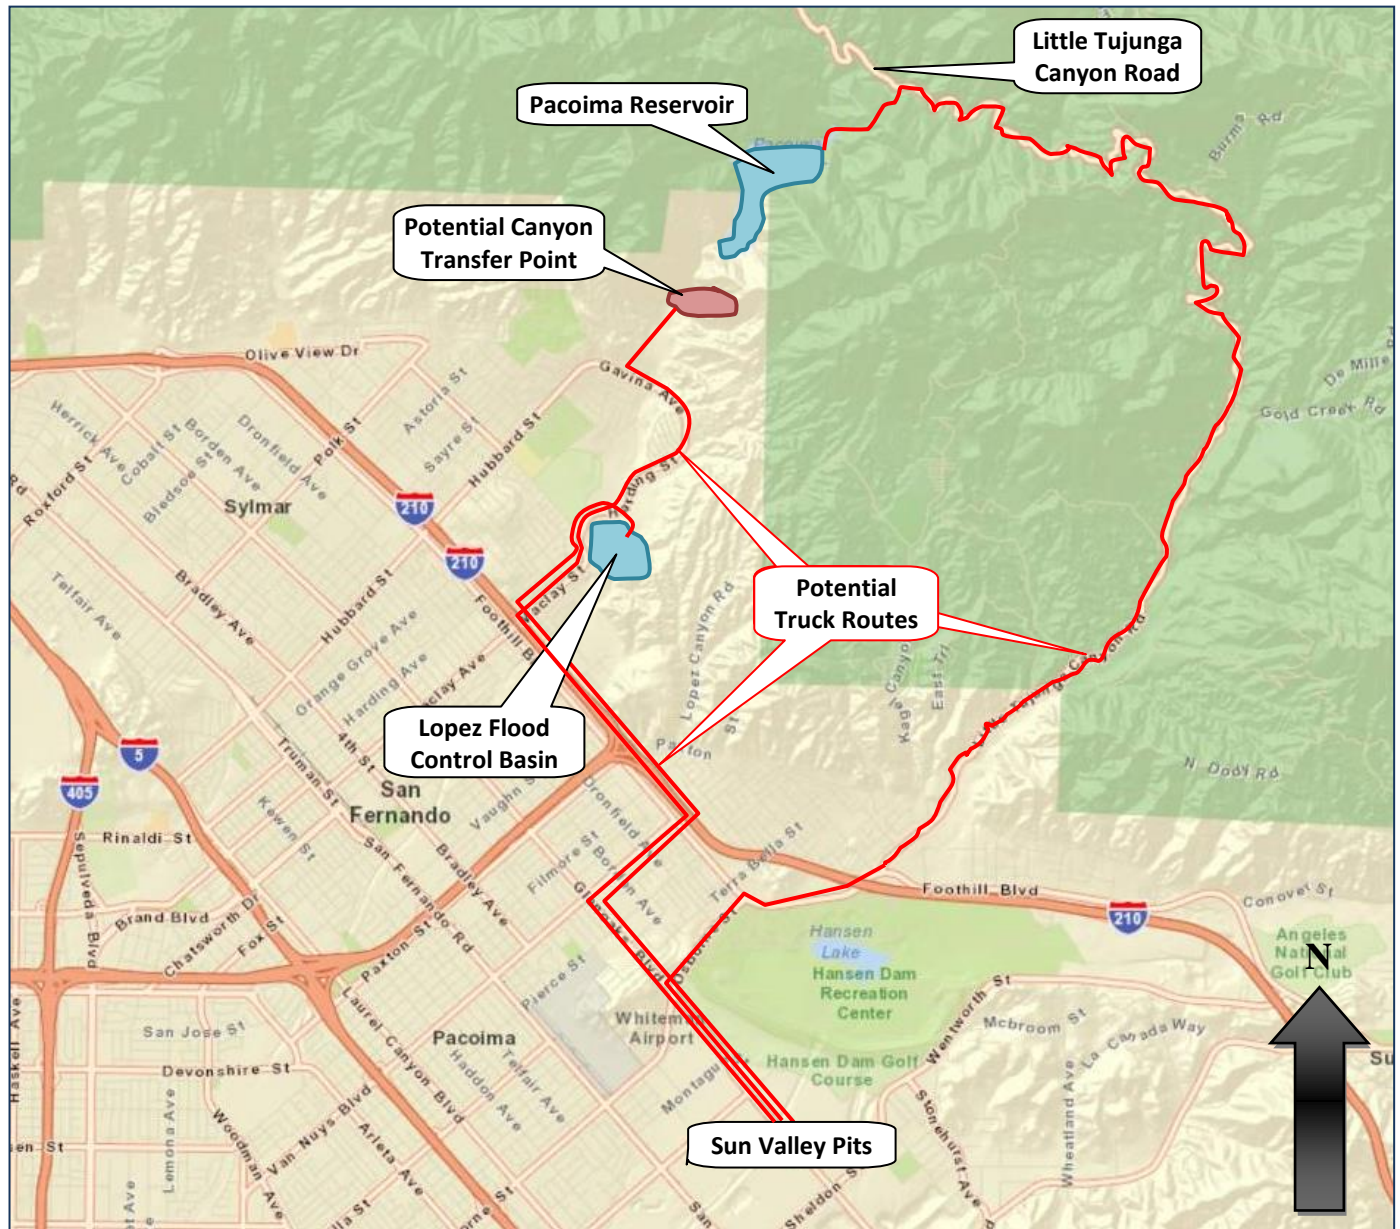 Little Tujunga
Canyon Road
Pacoima Reservoir
Burma Rd
Potential Canyon
Transfer Point
Olive View Dr
Gavina Ave
De Mille
Gold Creek Rd
Herrick Ave
Cobalt St
Bledsoe St
Borden Ave
Dronfield Ave
Polk St
Astoria St
Sayre St
Hubbard St
Roxford St
Rd
Sylmar
210
Harding St
210
Telfair Ave
Bradley Ave
Hubbard St
Orange Grove Ave
Harding Ave
Maclay Ave
Maclay St
Foothill B
Potential
Truck Routes
Lopez Canyon Rd
Kagel Canyon
East Trl
Little Tujunga Canyon Rd
Lopez Flood
Control Basin
Paxton
St
N Dody Rd
5
405
4th St
Truman St
San
Fernando
Vaughn S
Dronfield Ave
Kewen St
Rinaldi St
Sepulveda Blvd
San Fernando Rd
Bradley Ave
Filmore St
Borden Ave
Terra Bella St
Foothill Blvd
210
Conover St
Brand Blvd
Chatsworth Dr
Fox St
Paxton St
Glenoaks Blvd
Osborne St
Hansen
Lake
Hansen Dam
Recreation
Center
Angeles
National
Golf Club
N
Pierce St
Laurel Canyon Blvd
Pacoima
Whiteman
Airport
San Jose St
Devonshire St
Haskell Ave
Haddon Ave
Telfair Ave
Montagu
Hansen Dam Golf
Course
Wentworth St
Mcbroom St
La Canada Way
Su
Lemona Ave
Woodman Ave
Van Nuys Blvd
Arleta Ave
Stonehurst Ave
Wheatland Ave
Sun Valley Pits
Sheldon S
San
sen St